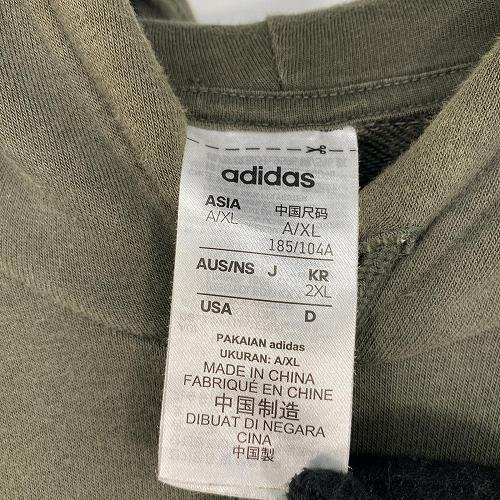 adidas
ASIA 中国尺码
A/XL A/XL
185/104A
AUS/NS J KR
2XL
USA D
PAKAIAN adidas
UKURAN: A/XL
MADE IN CHINA
FABRIQUÉ EN CHINE
中国制造
DIBUAT DI NEGARA
CINA
中国製